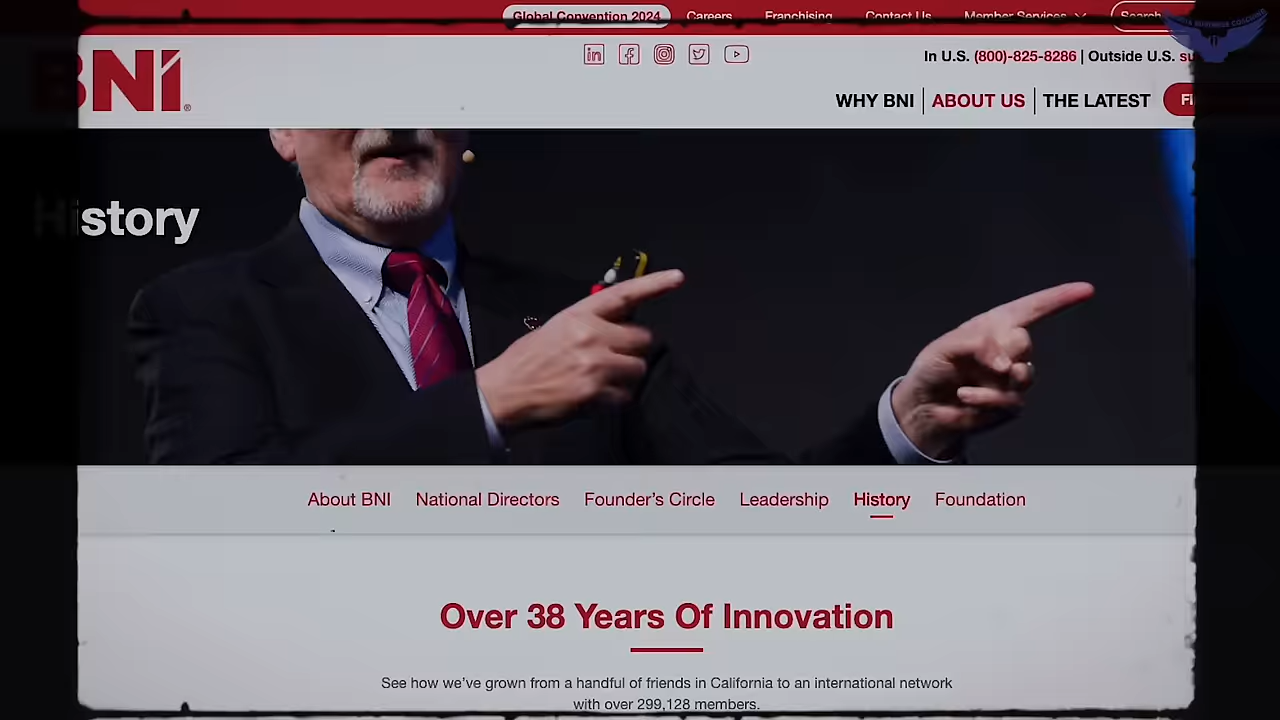 Global Convention 2024 Careers Franchising Contact Us Member Services Search
In U.S. (800)-825-8286 | Outside U.S.
BNI®
WHY BNI | ABOUT US | THE LATEST
History
About BNI National Directors Founder's Circle Leadership History Foundation
Over 38 Years Of Innovation
See how we've grown from a handful of friends in California to an international network
with over 299,128 members.